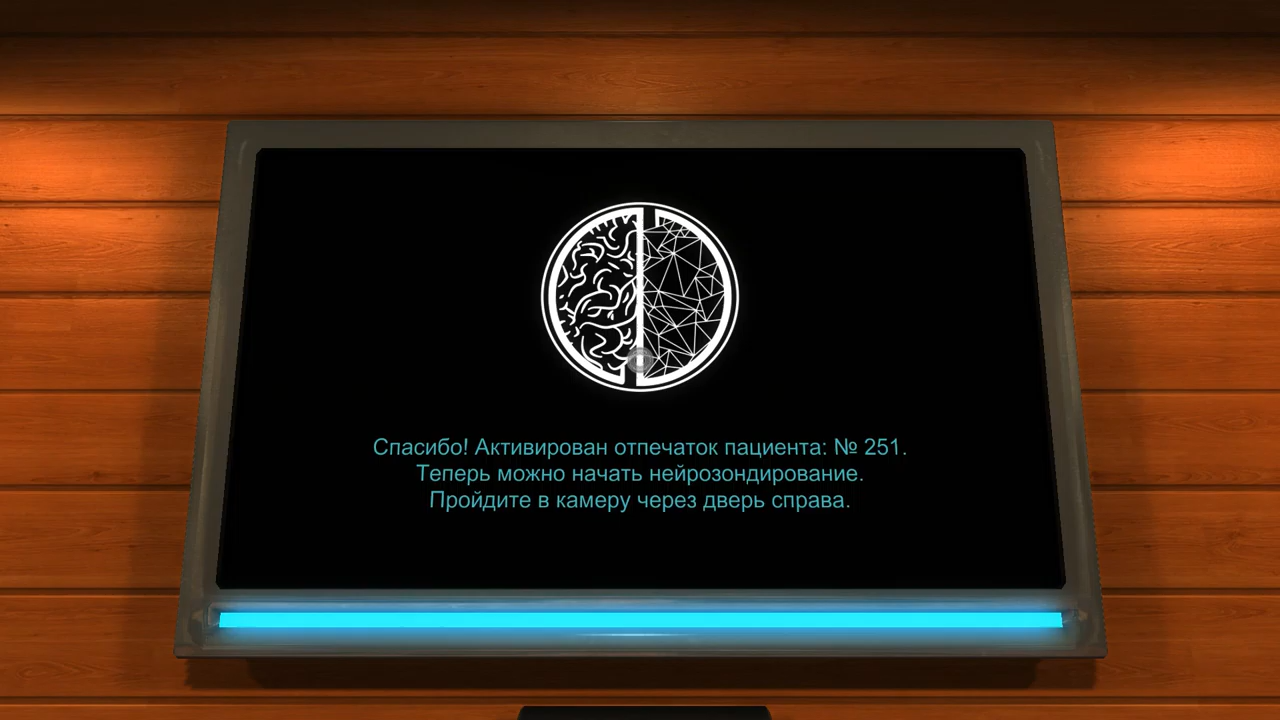 Спасибо! Активирован отпечаток пациента: № 251.
Теперь можно начать нейрозондирование.
Пройдите в камеру через дверь справа.